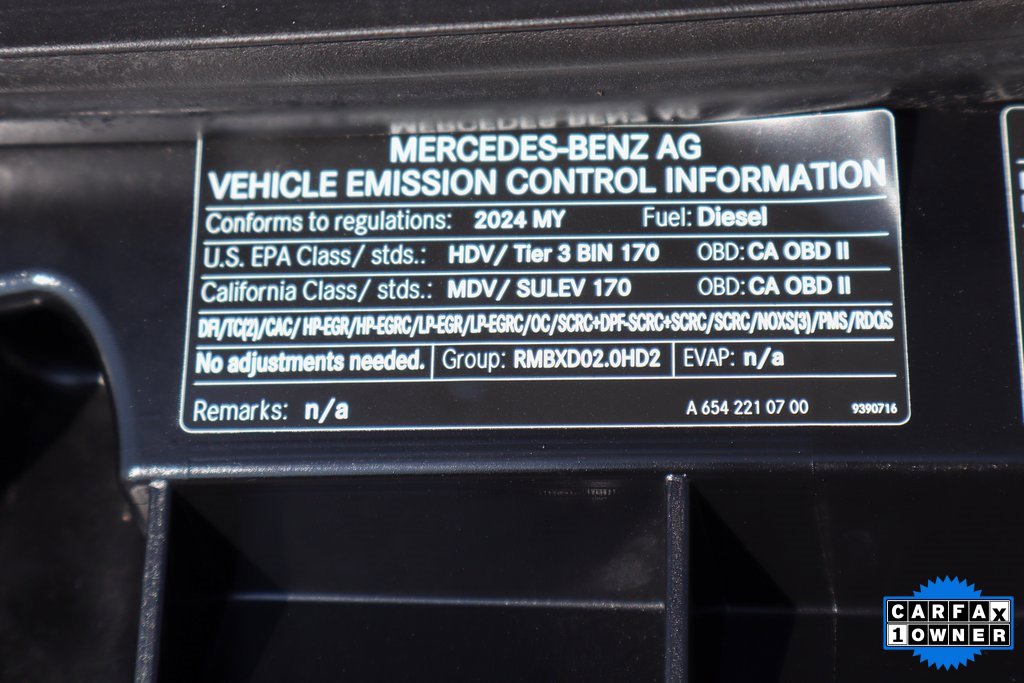 MERCEDES-BENZ AG
VEHICLE EMISSION CONTROL INFORMATION
Conforms to regulations: 2024 MY Fuel: Diesel
U.S. EPA Class/ stds.: HDV/ Tier 3 BIN 170 OBD: CA OBD II
California Class/ stds.: MDV/ SULEV 170 OBD: CA OBD II
DFI/TC(2)/CAC/ HP-EGR/HP-EGRC/LP-EGR/LP-EGRC/OC/SCRC+DPF-SCRC+SCRC/SCRC/NOXS(3)/PMS/RDQS
No adjustments needed. Group: RMBXD02.0HD2 EVAP: n/a
Remarks: n/a A 654 221 07 00 9390716
CARFAX
1 OWNER